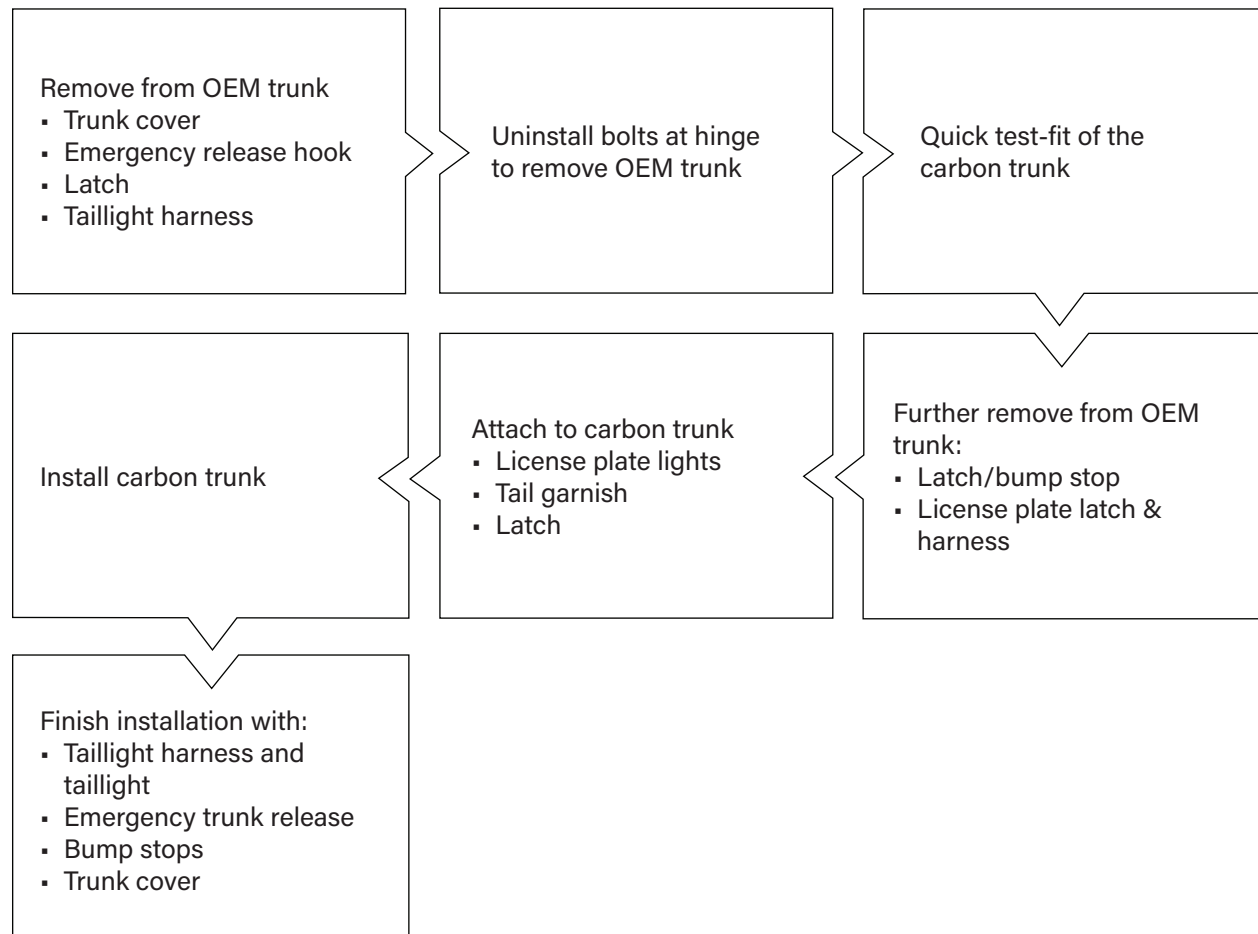 Remove from OEM trunk
▪ Trunk cover
▪ Emergency release hook
▪ Latch
▪ Taillight harness
Uninstall bolts at hinge
to remove OEM trunk
Quick test-fit of the
carbon trunk
Further remove from OEM
trunk:
▪ Latch/bump stop
▪ License plate latch &
harness
Attach to carbon trunk
▪ License plate lights
▪ Tail garnish
▪ Latch
Install carbon trunk
Finish installation with:
▪ Taillight harness and
taillight
▪ Emergency trunk release
▪ Bump stops
▪ Trunk cover